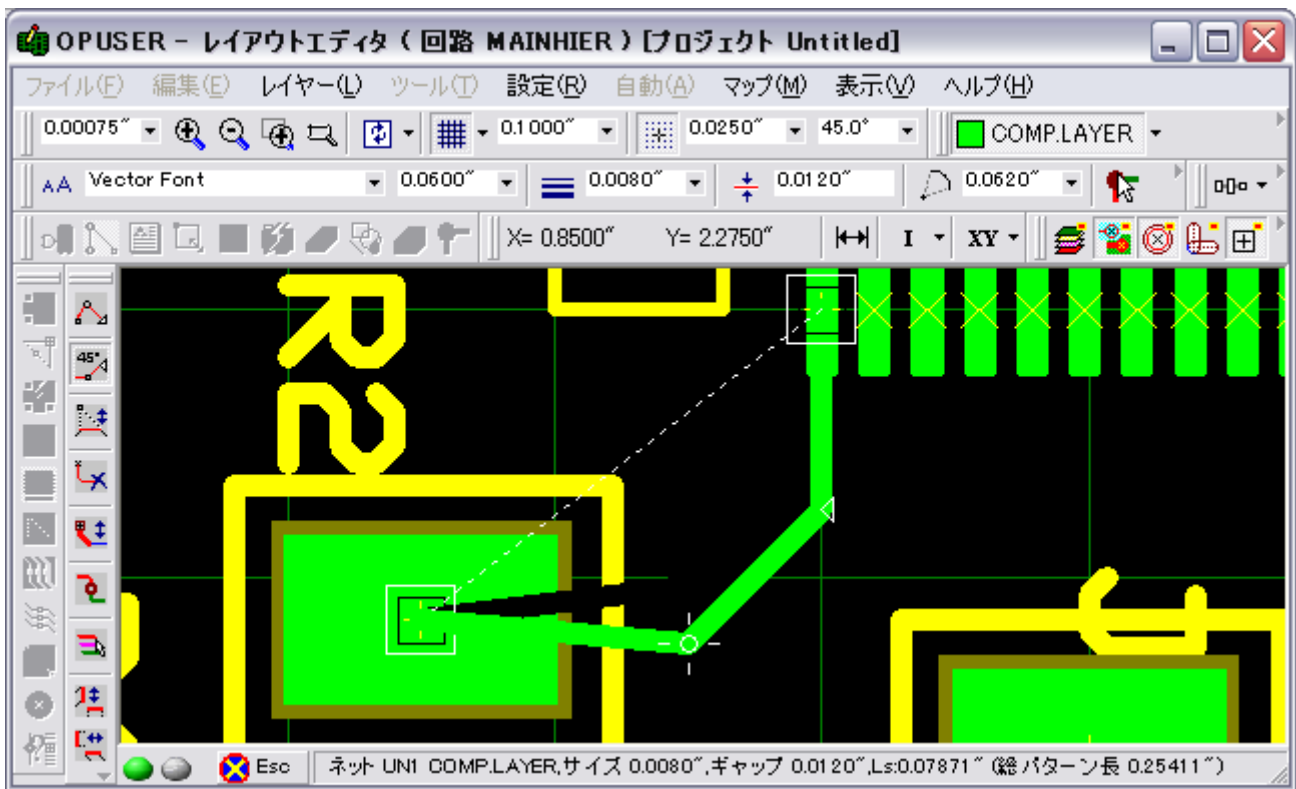 OPUSER - レイアウトエディタ ( 回路 MAINHIER ) [プロジェクト Untitled]
ファイル(F) 編集(E) レイヤー(L) ツール(T) 設定(R) 自動(A) マップ(M) 表示(V) ヘルプ(H)
0.00075" 0.1000" 0.0250" 45.0° COMP.LAYER
AA Vector Font 0.0600" 0.0080" 0.0120" 0.0620"
X= 0.8500" Y= 2.2750" I XY
45°
R2
Esc ネット UN1 COMP.LAYER,サイズ 0.0080",ギャップ 0.0120",Ls:0.07871" (総パターン長 0.25411")